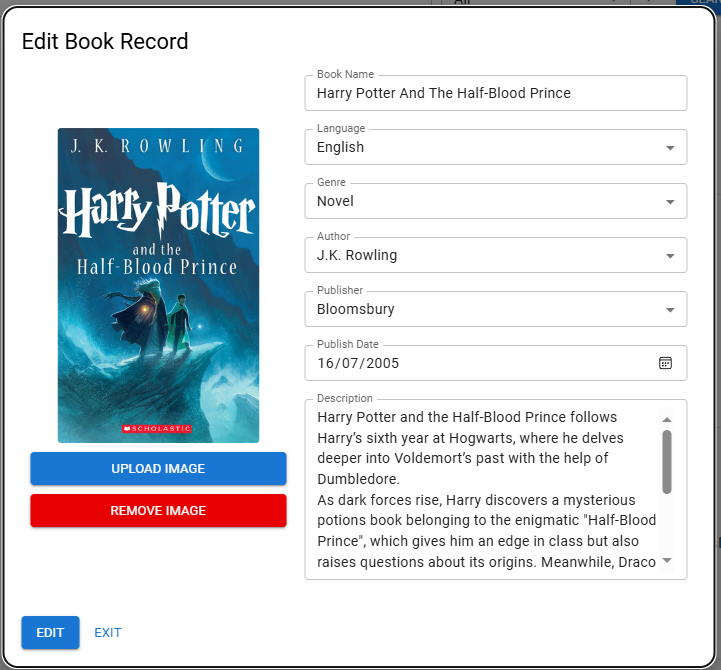 All
Edit Book Record
J. K. ROWLING
Harry Potter
and the
Half-Blood Prince
SCHOLASTIC
UPLOAD IMAGE
REMOVE IMAGE
Book Name
Harry Potter And The Half-Blood Prince
Language
English
Genre
Novel
Author
J.K. Rowling
Publisher
Bloomsbury
Publish Date
16/07/2005
Description
Harry Potter and the Half-Blood Prince follows
Harry’s sixth year at Hogwarts, where he delves
deeper into Voldemort’s past with the help of
Dumbledore.
As dark forces rise, Harry discovers a mysterious
potions book belonging to the enigmatic "Half-Blood
Prince", which gives him an edge in class but also
raises questions about its origins. Meanwhile, Draco
EDIT
EXIT